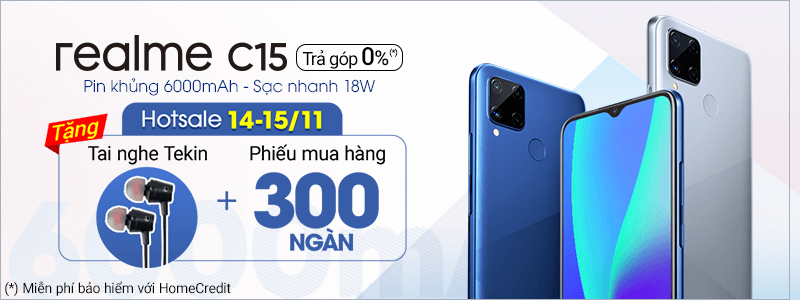 realme C15 Trả góp 0%(*)
Pin khủng 6000mAh - Sạc nhanh 18W
Hotsale 14-15/11
Tặng
Tai nghe Tekin + Phiếu mua hàng
300
NGÀN
6000mA
(*) Miễn phí bảo hiểm với HomeCredit